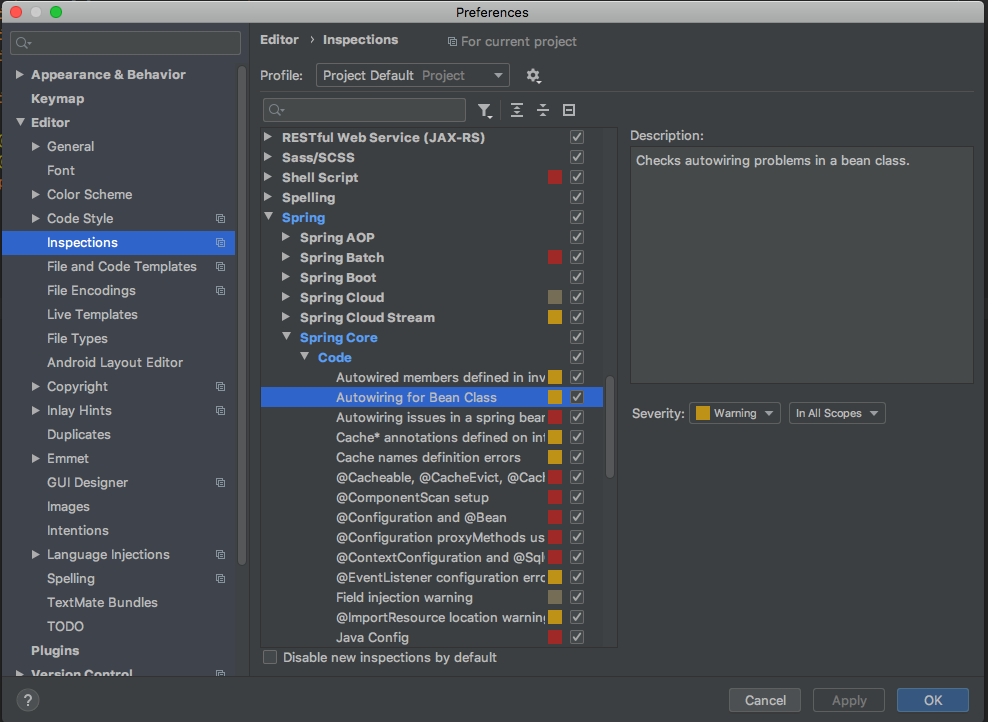 Preferences
Appearance & Behavior
Keymap
Editor
General
Font
Color Scheme
Code Style
Inspections
File and Code Templates
File Encodings
Live Templates
File Types
Android Layout Editor
Copyright
Inlay Hints
Duplicates
Emmet
GUI Designer
Images
Intentions
Language Injections
Spelling
TextMate Bundles
TODO
Plugins
Version Control
Editor › Inspections For current project
Profile: Project Default Project
RESTful Web Service (JAX-RS)
Sass/SCSS
Shell Script
Spelling
Spring
Spring AOP
Spring Batch
Spring Boot
Spring Cloud
Spring Cloud Stream
Spring Core
Code
Autowired members defined in inv
Autowiring for Bean Class
Autowiring issues in a spring bean
Cache* annotations defined on int
Cache names definition errors
@Cacheable, @CacheEvict, @Cach
@ComponentScan setup
@Configuration and @Bean
@Configuration proxyMethods us
@ContextConfiguration and @Sql
@EventListener configuration erro
Field injection warning
@ImportResource location warning
Java Config
Disable new inspections by default
Description:
Checks autowiring problems in a bean class.
Severity: Warning In All Scopes
? Cancel Apply OK